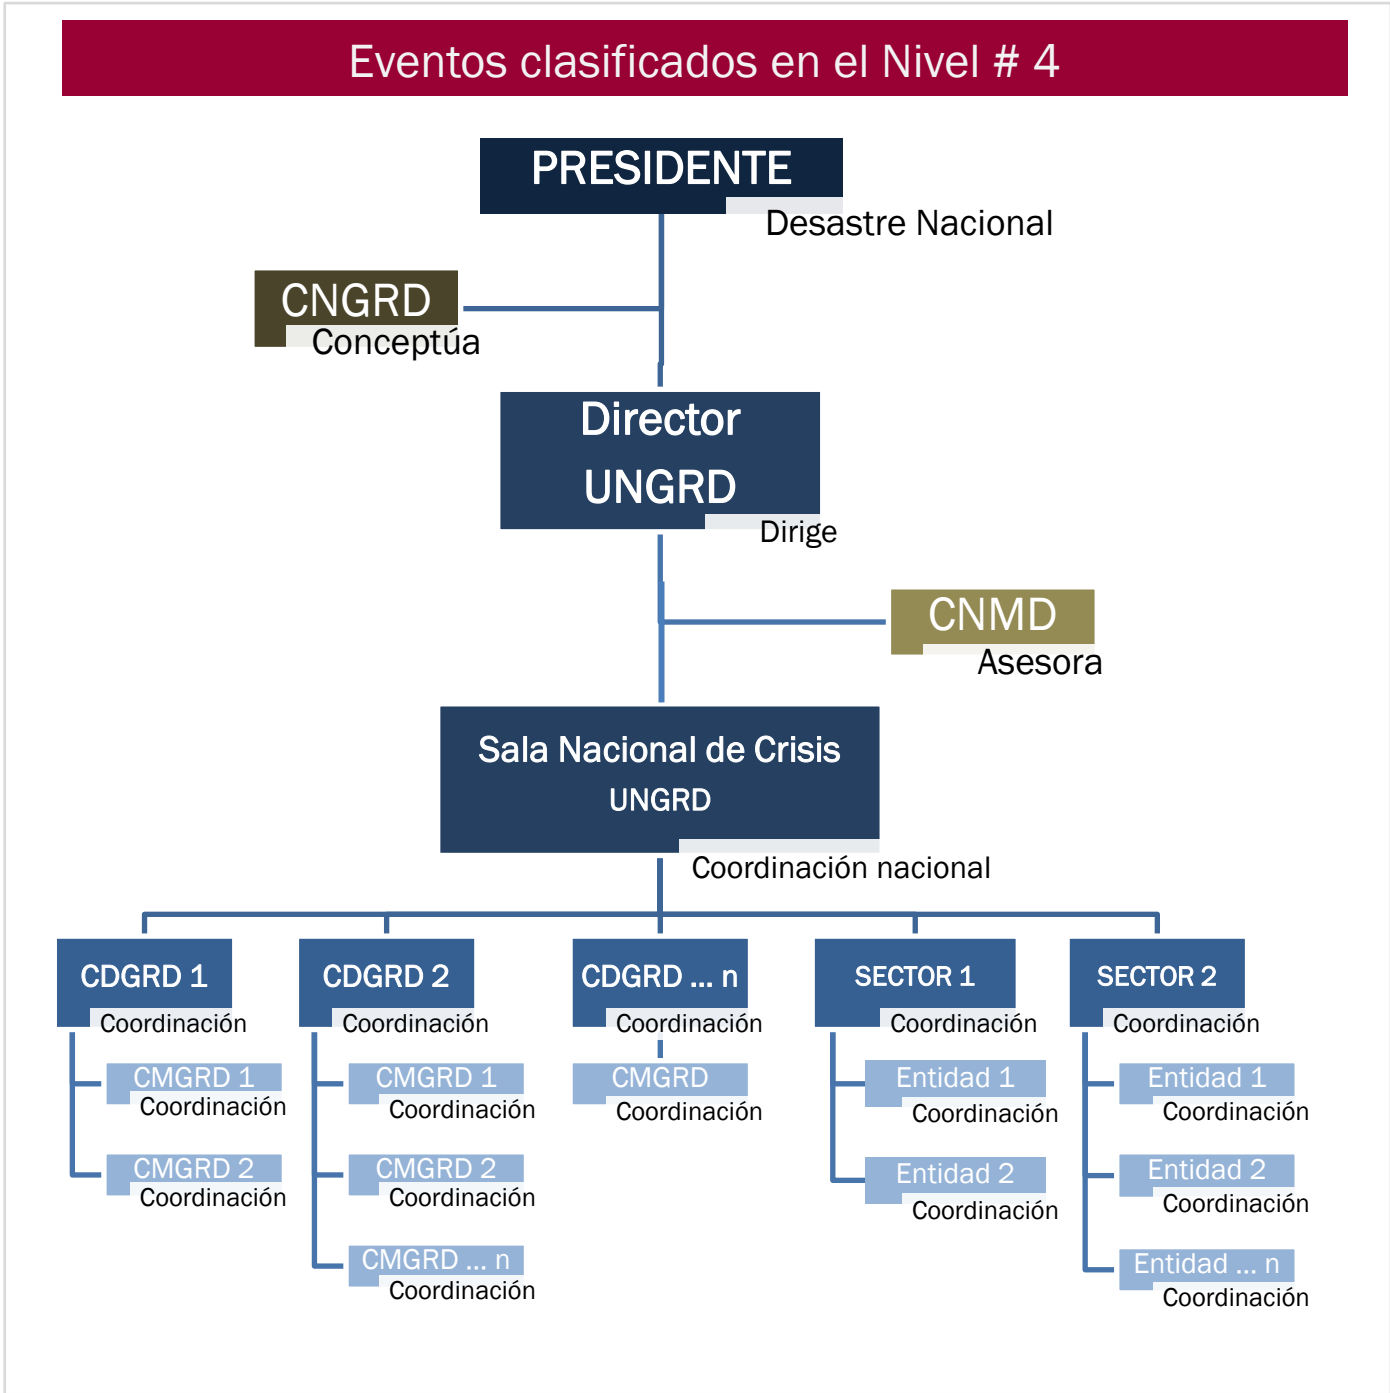 Eventos clasificados en el Nivel # 4
PRESIDENTE
Desastre Nacional
CNGRD
Conceptúa
Director
UNGRD
Dirige
CNMD
Asesora
Sala Nacional de Crisis
UNGRD
Coordinación nacional
CDGRD 1
Coordinación
CMGRD 1
Coordinación
CMGRD 2
Coordinación
CDGRD 2
Coordinación
CMGRD 1
Coordinación
CMGRD 2
Coordinación
CMGRD ... n
Coordinación
CDGRD ... n
Coordinación
CMGRD
Coordinación
SECTOR 1
Coordinación
Entidad 1
Coordinación
Entidad 2
Coordinación
SECTOR 2
Coordinación
Entidad 1
Coordinación
Entidad 2
Coordinación
Entidad ... n
Coordinación